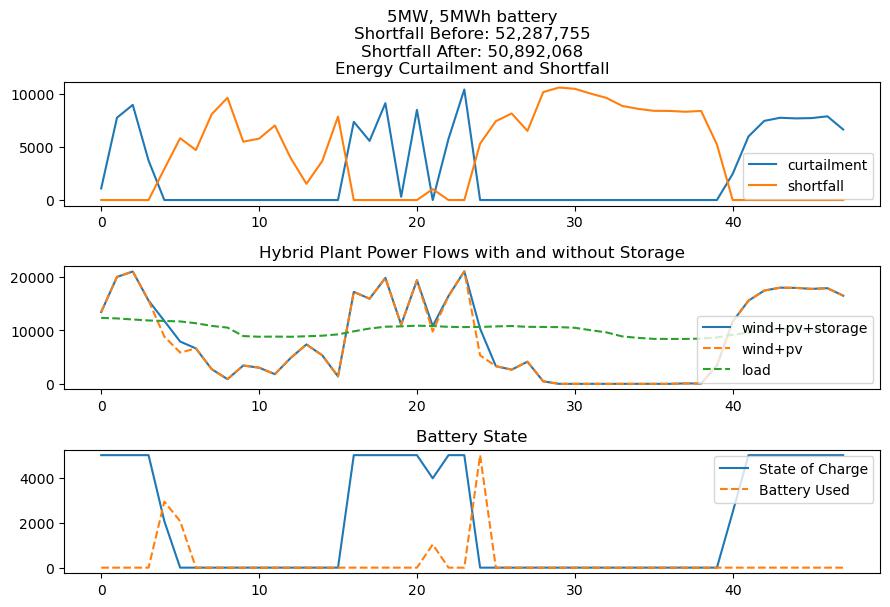 5MW, 5MWh battery
Shortfall Before: 52,287,755
Shortfall After: 50,892,068
Energy Curtailment and Shortfall
10000
5000
0
curtailment
shortfall
0 10 20 30 40
Hybrid Plant Power Flows with and without Storage
20000
10000
0
wind+pv+storage
wind+pv
load
0 10 20 30 40
Battery State
4000
2000
0
State of Charge
Battery Used
0 10 20 30 40